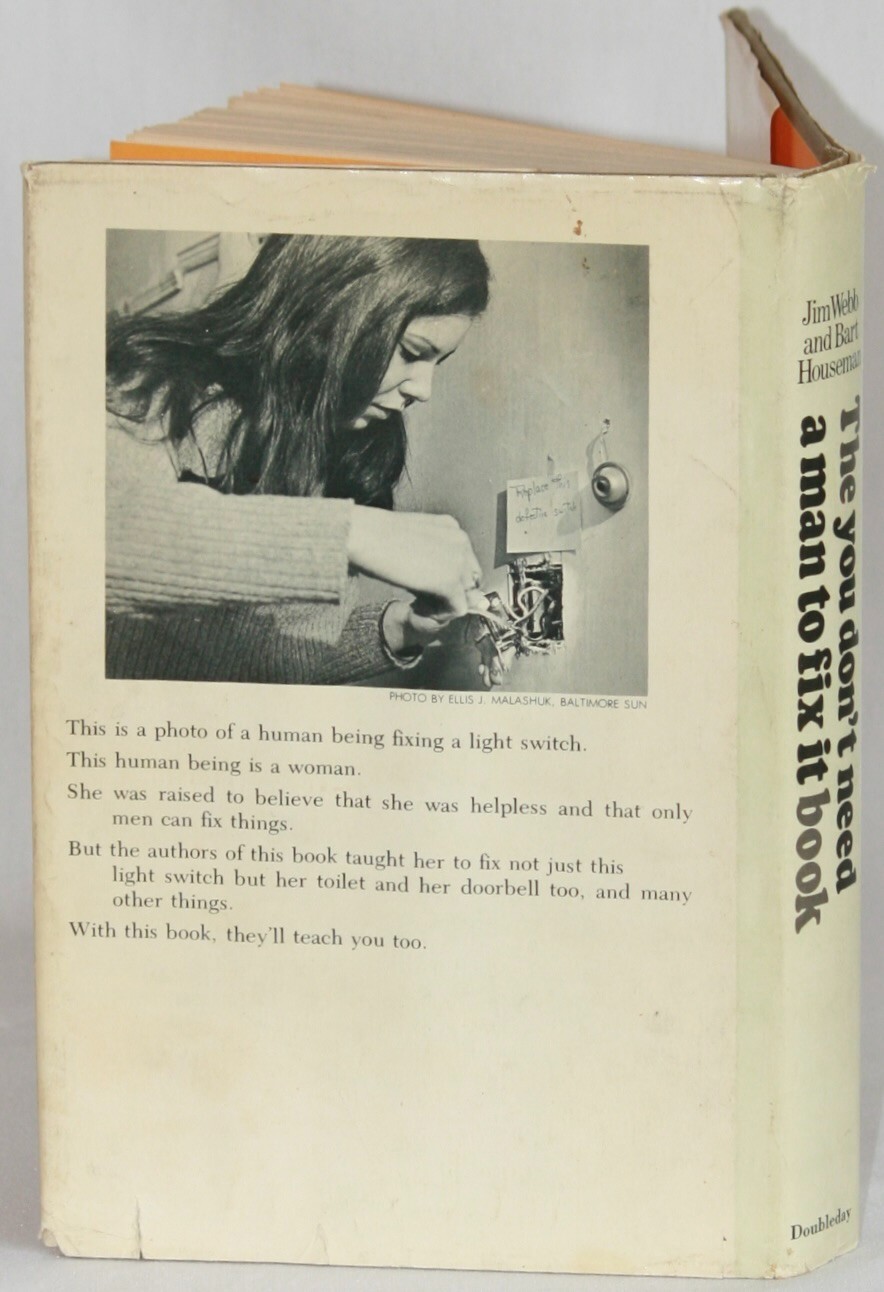 Replace this
defective switch
PHOTO BY ELLIS J. MALASHUK, BALTIMORE SUN
This is a photo of a human being fixing a light switch.
This human being is a woman.
She was raised to believe that she was helpless and that only
men can fix things.
But the authors of this book taught her to fix not just this
light switch but her toilet and her doorbell too, and many
other things.
With this book, they'll teach you too.
Jim Webb
and Bart
Houseman
The you don't need
a man to fix it book
Doubleday